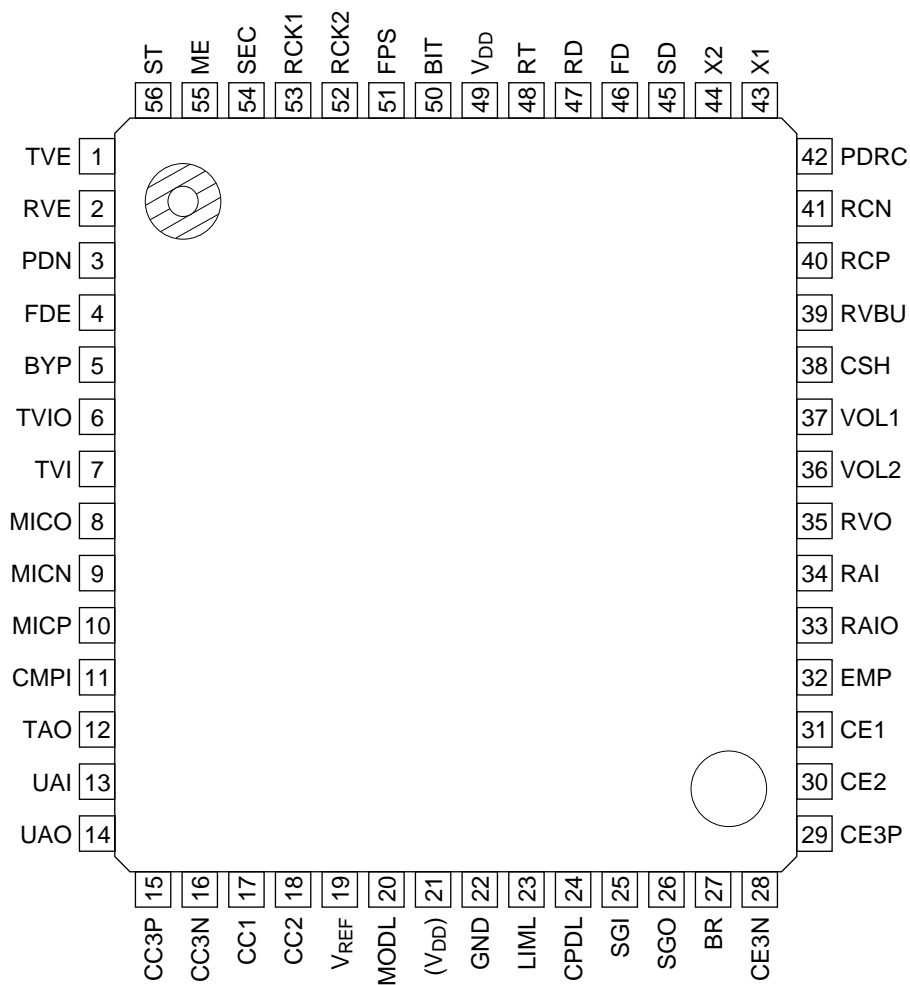 ST ME SEC RCK1 RCK2 FPS BIT VDD RT RD FD SD X2 X1
56 55 54 53 52 51 50 49 48 47 46 45 44 43
TVE 1 42 PDRC
RVE 2 41 RCN
PDN 3 40 RCP
FDE 4 39 RVBU
BYP 5 38 CSH
TVIO 6 37 VOL1
TVI 7 36 VOL2
MICO 8 35 RVO
MICN 9 34 RAI
MICP 10 33 RAIO
CMPI 11 32 EMP
TAO 12 31 CE1
UAI 13 30 CE2
UAO 14 29 CE3P
15 16 17 18 19 20 21 22 23 24 25 26 27 28
CC3P CC3N CC1 CC2 VREF MODL (VDD) GND LIML CPDL SGI SGO BR CE3N